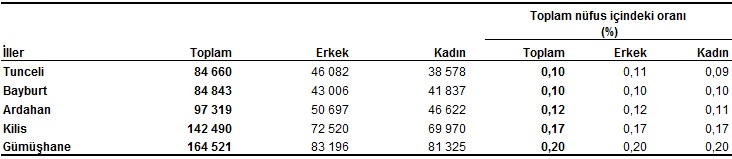 Toplam nüfus içindeki oranı
(%)
İller Toplam Erkek Kadın Toplam Erkek Kadın
Tunceli 84 660 46 082 38 578 0,10 0,11 0,09
Bayburt 84 843 43 006 41 837 0,10 0,10 0,10
Ardahan 97 319 50 697 46 622 0,12 0,12 0,11
Kilis 142 490 72 520 69 970 0,17 0,17 0,17
Gümüşhane 164 521 83 196 81 325 0,20 0,20 0,20